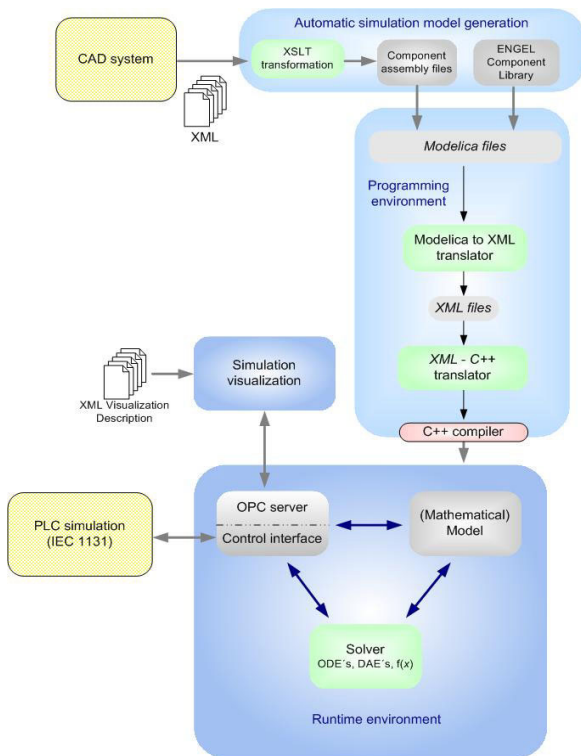 Automatic simulation model generation
CAD system
XSLT
transformation
Component
assembly files
ENGEL
Component
Library
XML
Modelica files
Programming
environment
Modelica to XML
translator
XML files
XML - C++
translator
C++ compiler
Simulation
visualization
XML Visualization
Description
PLC simulation
(IEC 1131)
OPC server
Control interface
(Mathematical)
Model
Solver
ODE´s, DAE´s, f(x)
Runtime environment